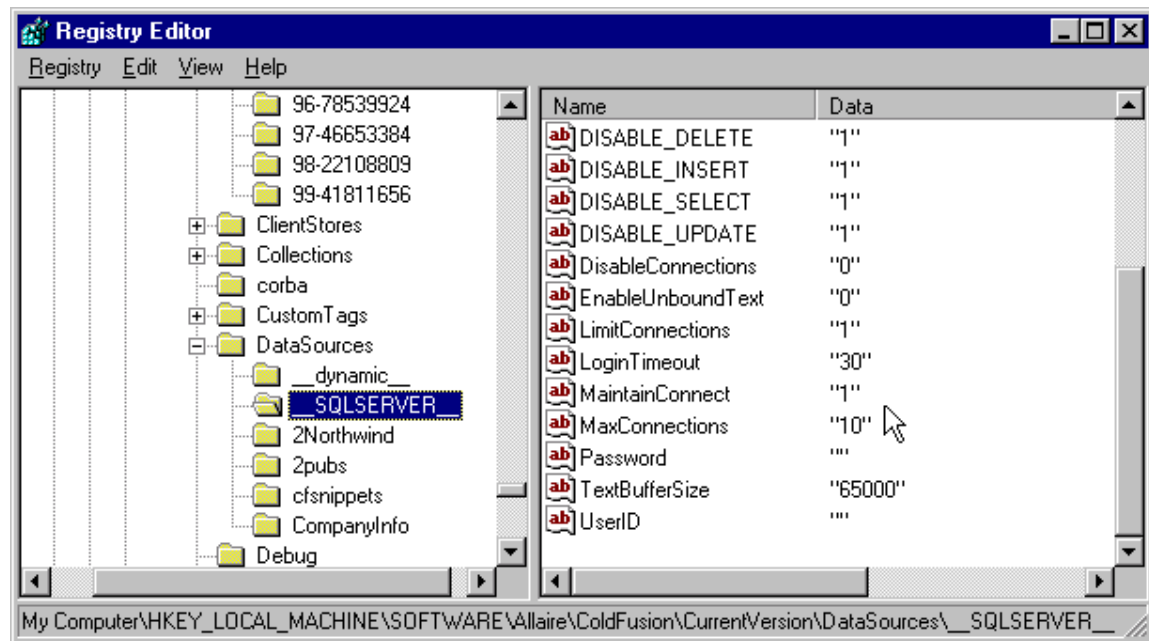 Registry Editor
Registry Edit View Help
96-78539924
97-46653384
98-22108809
99-41811656
ClientStores
Collections
corba
CustomTags
DataSources
__dynamic__
__SQLSERVER__
2Northwind
2pubs
cfsnippets
CompanyInfo
Debug
Name Data
DISABLE_DELETE "1"
DISABLE_INSERT "1"
DISABLE_SELECT "1"
DISABLE_UPDATE "1"
DisableConnections "0"
EnableUnboundText "0"
LimitConnections "1"
LoginTimeout "30"
MaintainConnect "1"
MaxConnections "10"
Password ""
TextBufferSize "65000"
UserID ""
My Computer\HKEY_LOCAL_MACHINE\SOFTWARE\Allaire\ColdFusion\CurrentVersion\DataSources\__SQLSERVER__